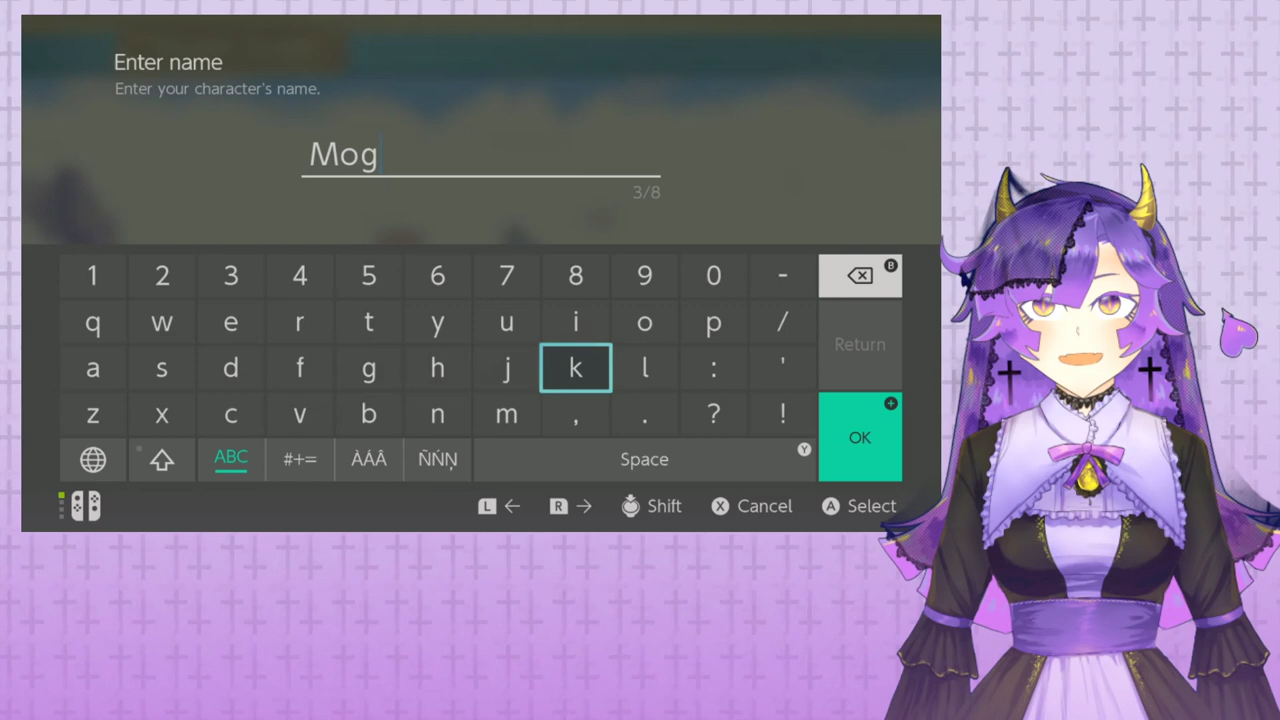 Enter name
Enter your character's name.
Mog
3/8
1 2 3 4 5 6 7 8 9 0 - B
q w e r t y u i o p /
Return
a s d f g h j k l : '
z x c v b n m , . ? ! + OK
ABC #+= ÀÁÂ ÑŃŅ Space Y
L ← R → Shift X Cancel A Select